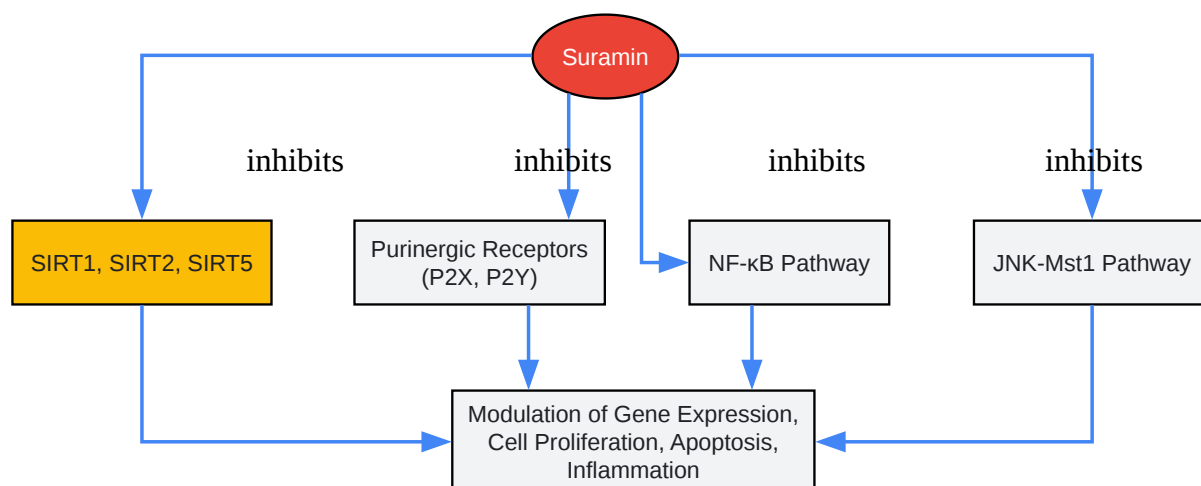 Suramin
inhibits
inhibits
inhibits
inhibits
SIRT1, SIRT2, SIRT5
Purinergic Receptors
(P2X, P2Y)
NF-κB Pathway
JNK-Mst1 Pathway
Modulation of Gene Expression,
Cell Proliferation, Apoptosis,
Inflammation